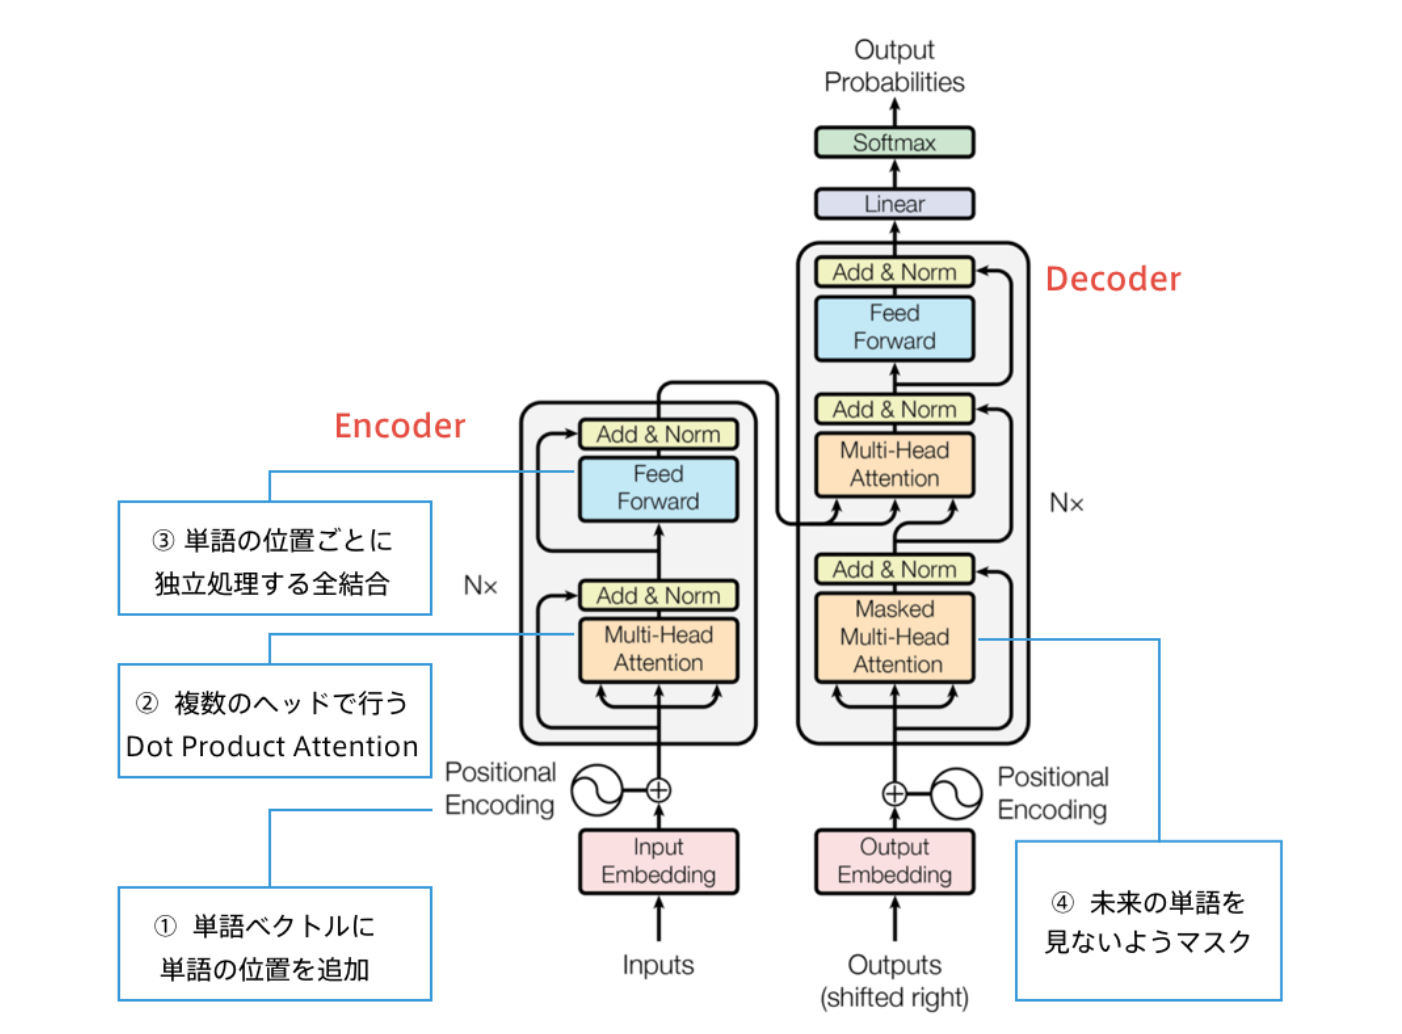 Output
Probabilities
Softmax
Linear
Add & Norm
Decoder
Feed
Forward
Add & Norm
Multi-Head
Attention
Nx
Add & Norm
Masked
Multi-Head
Attention
Encoder
Add & Norm
Feed
Forward
Nx
Add & Norm
Multi-Head
Attention
③ 単語の位置ごとに
独立処理する全結合
② 複数のヘッドで行う
Dot Product Attention
Positional
Encoding
Positional
Encoding
Input
Embedding
Output
Embedding
① 単語ベクトルに
単語の位置を追加
④ 未来の単語を
見ないようマスク
Inputs
Outputs
(shifted right)